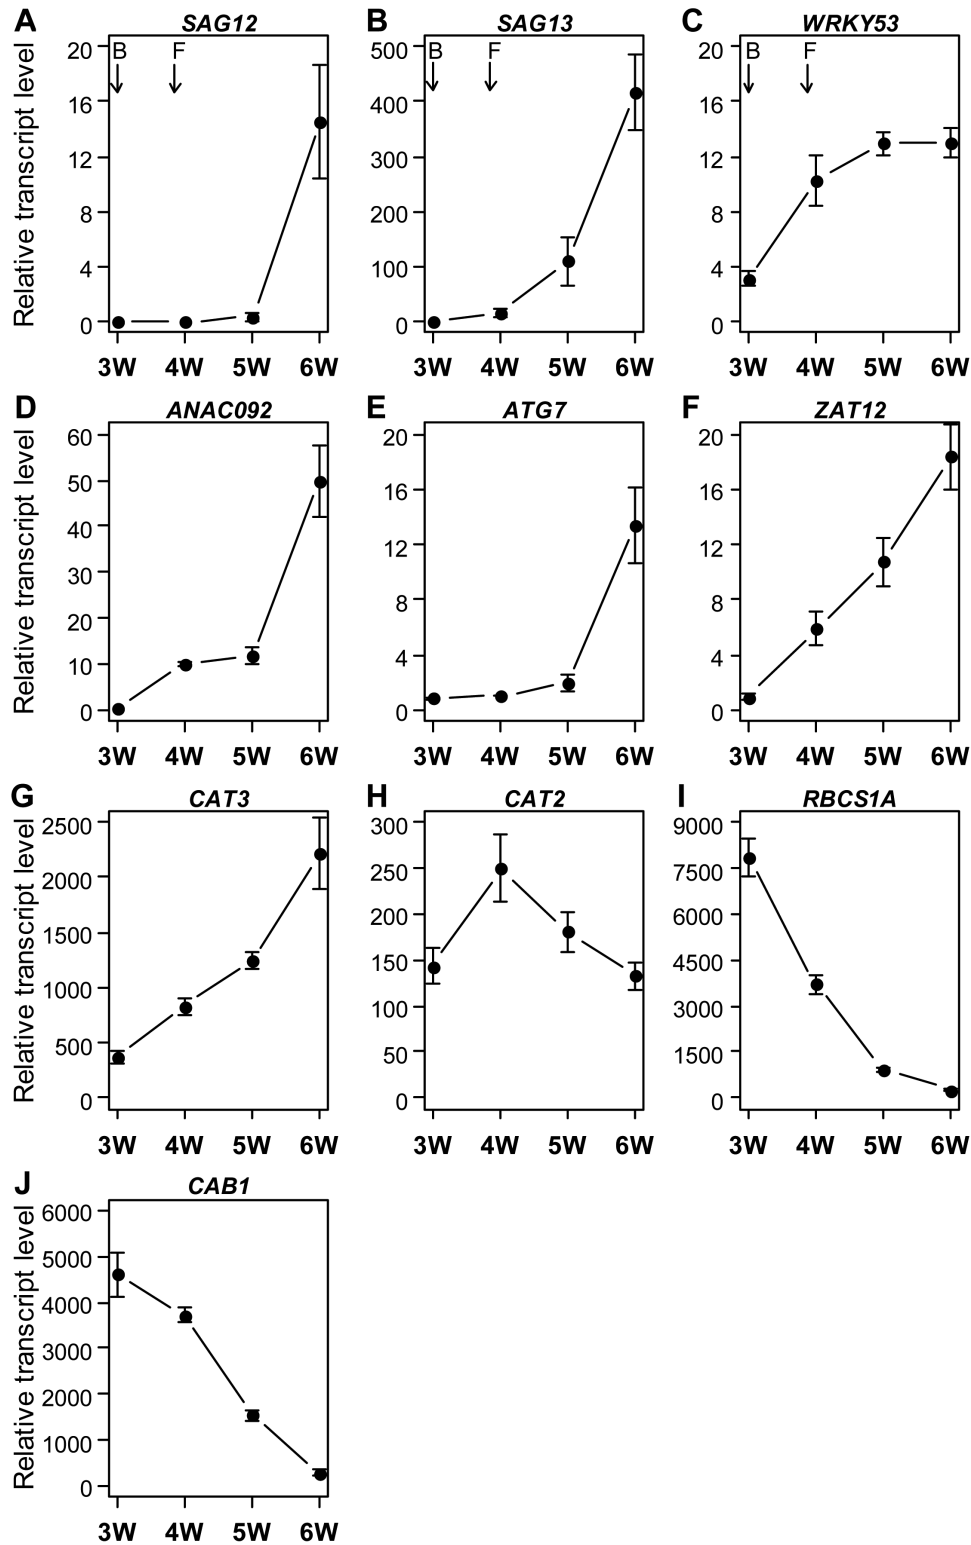 A SAG12
Relative transcript level
20
16
12
8
4
0
B F
3W 4W 5W 6W
B SAG13
500
400
300
200
100
0
B F
3W 4W 5W 6W
C WRKY53
20
16
12
8
4
0
B F
3W 4W 5W 6W
D ANAC092
Relative transcript level
60
50
40
30
20
10
0
3W 4W 5W 6W
E ATG7
20
16
12
8
4
0
3W 4W 5W 6W
F ZAT12
20
16
12
8
4
0
3W 4W 5W 6W
G CAT3
Relative transcript level
2500
2000
1500
1000
500
0
3W 4W 5W 6W
H CAT2
300
250
200
150
100
50
0
3W 4W 5W 6W
I RBCS1A
9000
7500
6000
4500
3000
1500
0
3W 4W 5W 6W
J CAB1
Relative transcript level
6000
5000
4000
3000
2000
1000
0
3W 4W 5W 6W